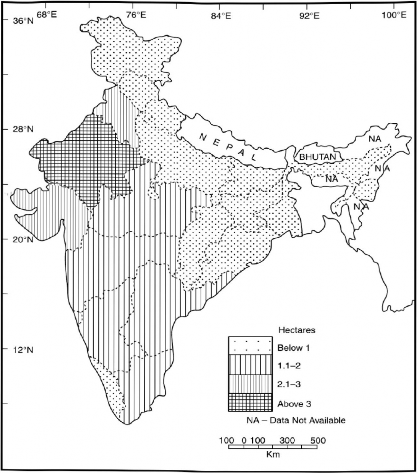 68°E 76°E 84°E 92°E 100°E
36°N
28°N
20°N
12°N
NEPAL
BHUTAN
NA
NA
NA
NA
Hectares
Below 1
1.1–2
2.1–3
Above 3
NA – Data Not Available
100 0 100 300 500
Km